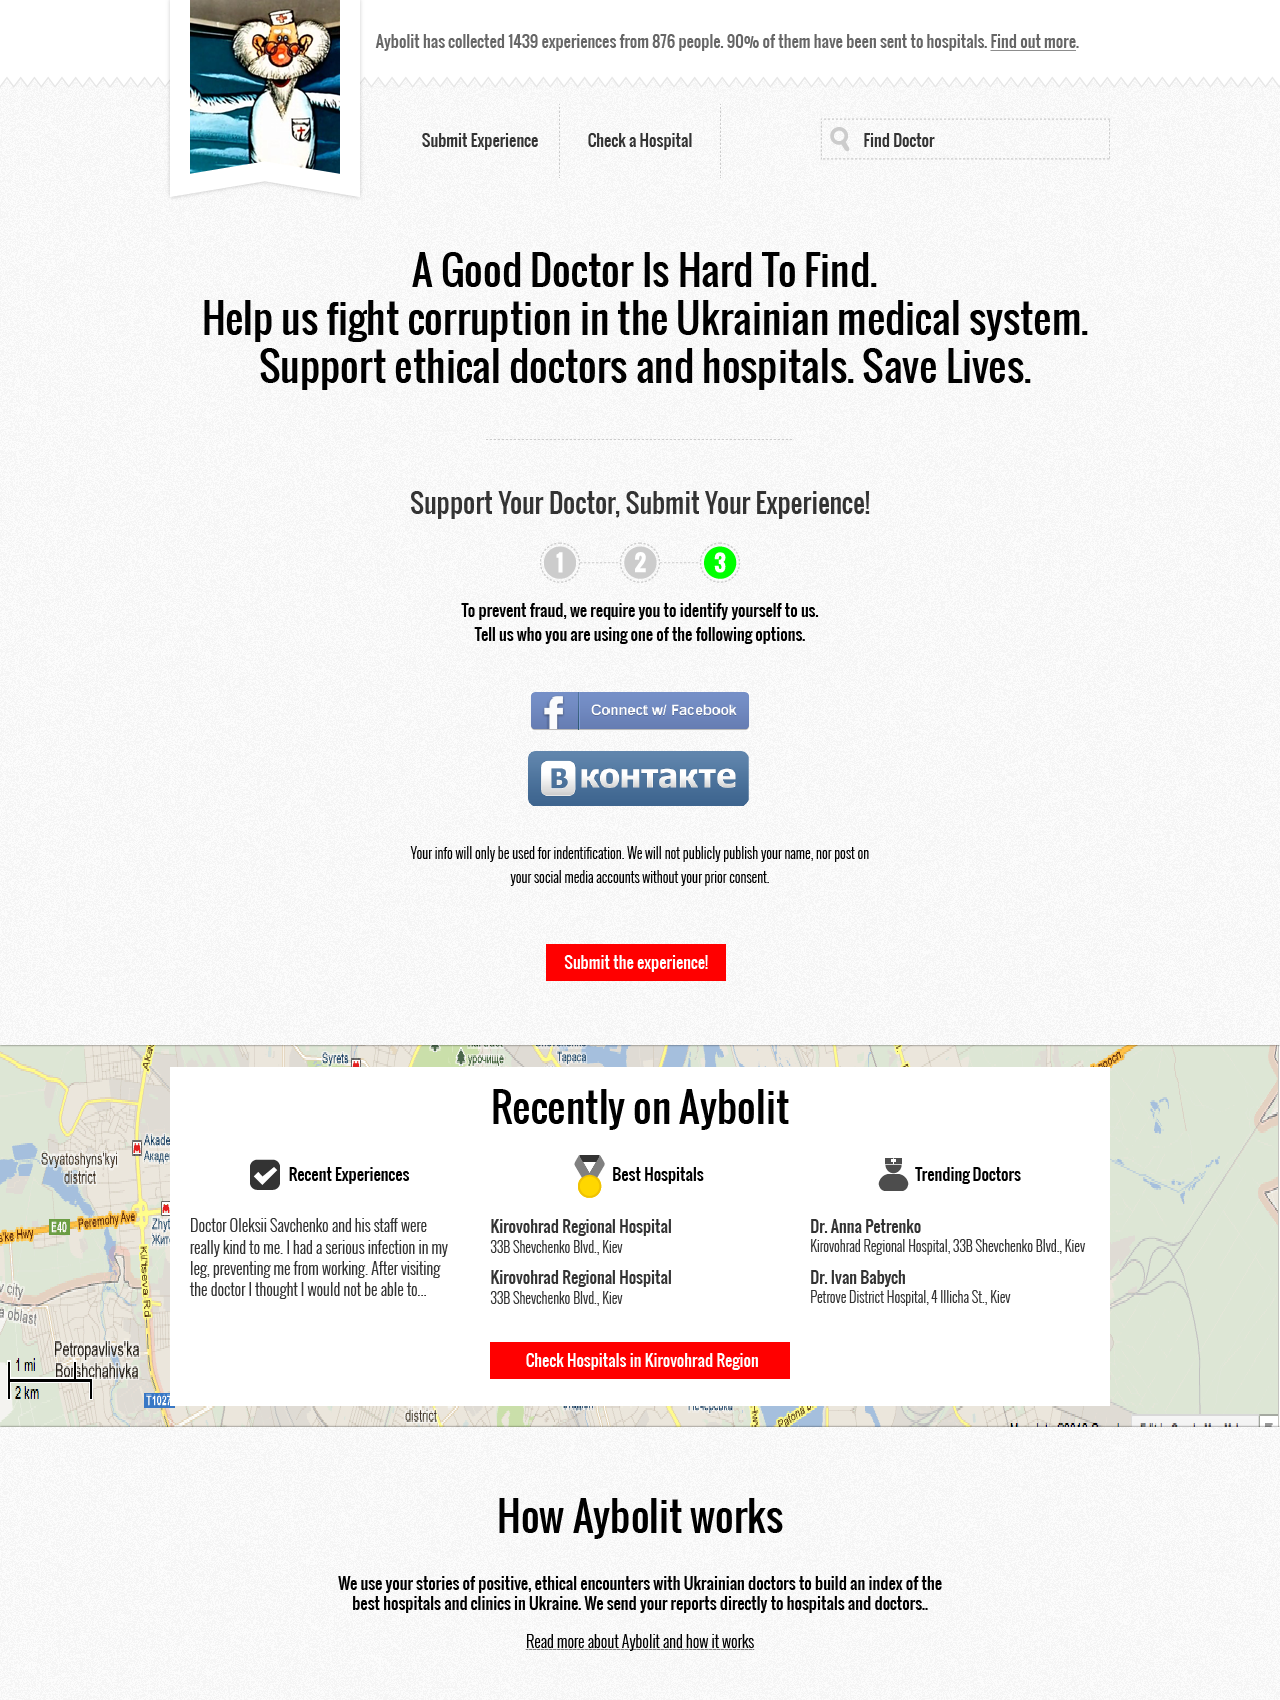 Aybolit has collected 1439 experiences from 876 people. 90% of them have been sent to hospitals. Find out more.
Submit Experience
Check a Hospital
Find Doctor
A Good Doctor Is Hard To Find.
Help us fight corruption in the Ukrainian medical system.
Support ethical doctors and hospitals. Save Lives.
Support Your Doctor, Submit Your Experience!
1 2 3
To prevent fraud, we require you to identify yourself to us.
Tell us who you are using one of the following options.
f Connect w/ Facebook
В контакте
Your info will only be used for indentification. We will not publicly publish your name, nor post on
your social media accounts without your prior consent.
Submit the experience!
Syrets
урочище
Тараса
Svyatoshyns'kyi
district
E40
Peremohy Ave
'ke Hwy
Kil'tseva Rd
v city
a oblast
Petropavlivs'ka
Borshchahivka
1 mi
2 km
T1027
district
Recently on Aybolit
Recent Experiences
Doctor Oleksii Savchenko and his staff were
really kind to me. I had a serious infection in my
leg, preventing me from working. After visiting
the doctor I thought I would not be able to...
Best Hospitals
Kirovohrad Regional Hospital
33B Shevchenko Blvd., Kiev
Kirovohrad Regional Hospital
33B Shevchenko Blvd., Kiev
Trending Doctors
Dr. Anna Petrenko
Kirovohrad Regional Hospital, 33B Shevchenko Blvd., Kiev
Dr. Ivan Babych
Petrove District Hospital, 4 Illicha St., Kiev
Check Hospitals in Kirovohrad Region
How Aybolit works
We use your stories of positive, ethical encounters with Ukrainian doctors to build an index of the
best hospitals and clinics in Ukraine. We send your reports directly to hospitals and doctors..
Read more about Aybolit and how it works